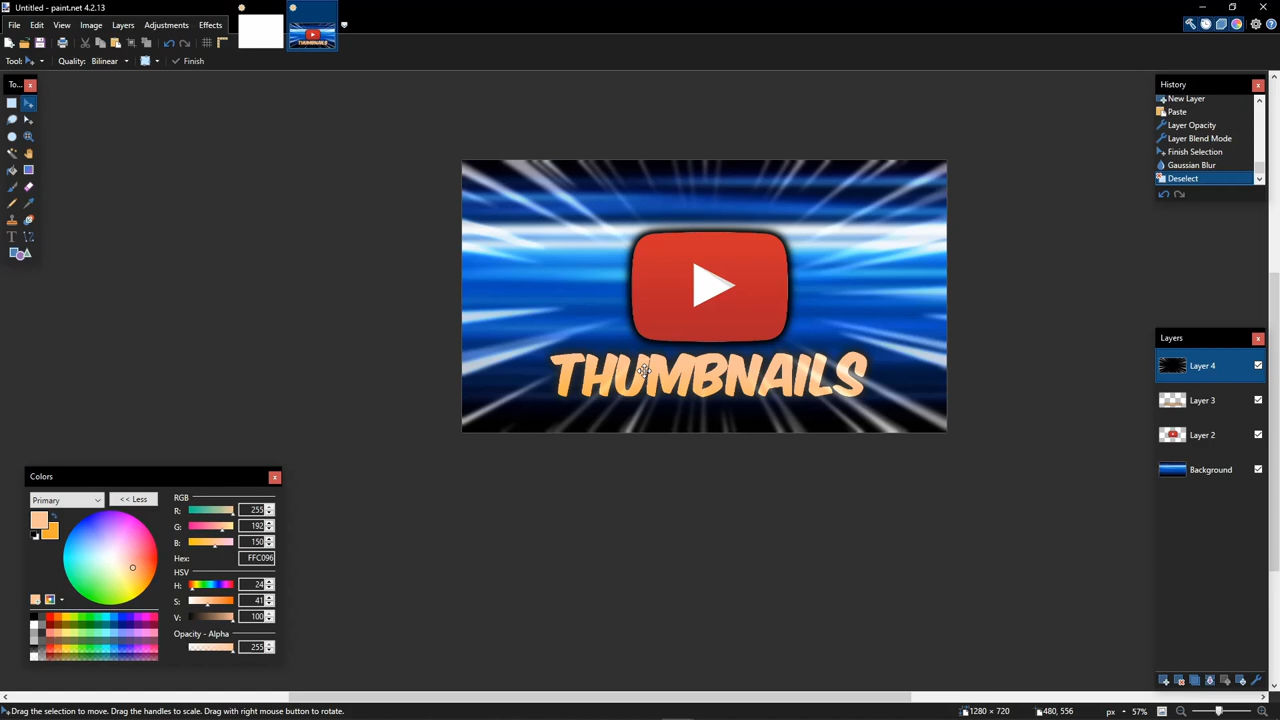 Untitled - paint.net 4.2.13
File Edit View Image Layers Adjustments Effects
Tool: Quality: Bilinear Finish
To...
THUMBNAILS
History
New Layer
Paste
Layer Opacity
Layer Blend Mode
Finish Selection
Gaussian Blur
Deselect
Layers
Layer 4
Layer 3
Layer 2
Background
Colors
Primary << Less
RGB
R: 255
G: 192
B: 150
Hex: FFC096
HSV
H: 24
S: 41
V: 100
Opacity - Alpha
255
Drag the selection to move. Drag the handles to scale. Drag with right mouse button to rotate. 1280 × 720 480, 556 px 57%